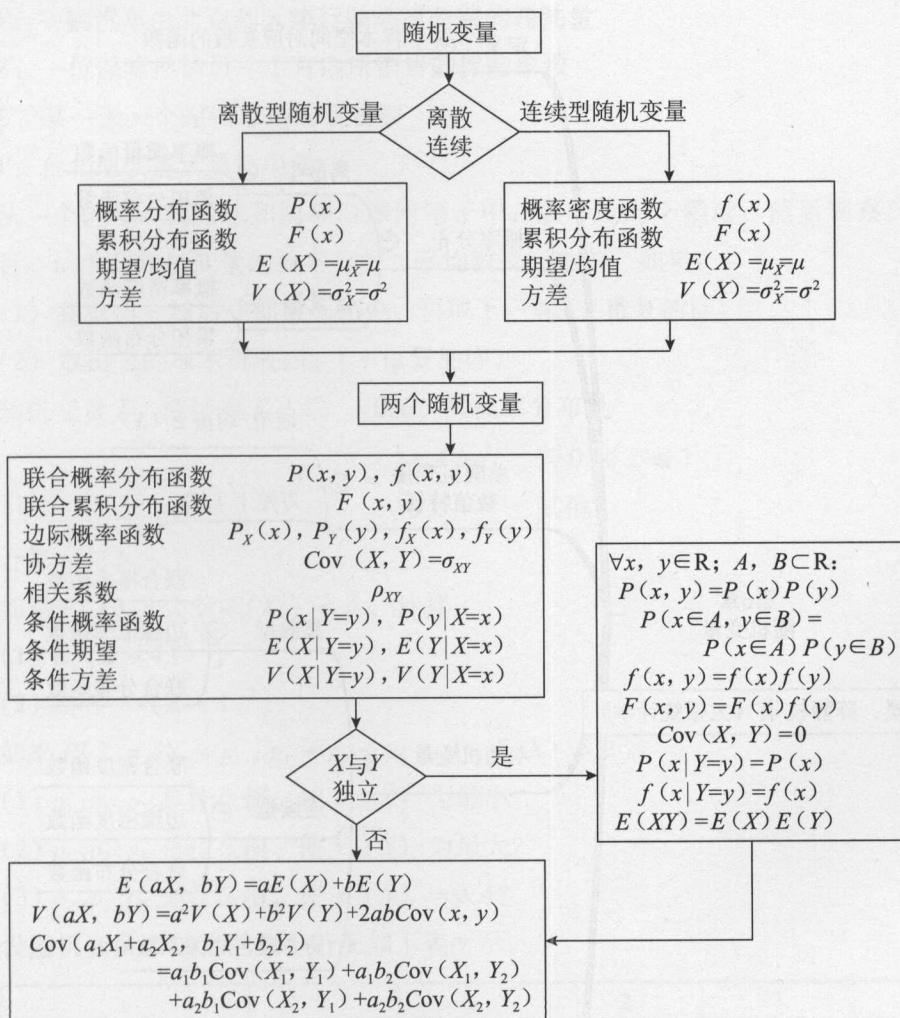 随机变量
离散型随机变量
离散
连续
连续型随机变量
概率分布函数 P(x)
累积分布函数 F(x)
期望/均值 E(X)=μ_X=μ
方差 V(X)=σ_X^2=σ^2
概率密度函数 f(x)
累积分布函数 F(x)
期望/均值 E(X)=μ_X=μ
方差 V(X)=σ_X^2=σ^2
两个随机变量
联合概率分布函数 P(x,y), f(x,y)
联合累积分布函数 F(x,y)
边际概率函数 P_X(x), P_Y(y), f_X(x), f_Y(y)
协方差 Cov(X,Y)=σ_XY
相关系数 ρ_XY
条件概率函数 P(x|Y=y), P(y|X=x)
条件期望 E(X|Y=y), E(Y|X=x)
条件方差 V(X|Y=y), V(Y|X=x)
X与Y
独立
是
∀x, y∈R; A, B⊂R:
P(x, y)=P(x)P(y)
P(x∈A, y∈B)=
P(x∈A)P(y∈B)
f(x, y)=f(x)f(y)
F(x, y)=F(x)f(y)
Cov(X, Y)=0
P(x|Y=y)=P(x)
f(x|Y=y)=f(x)
E(XY)=E(X)E(Y)
否
E(aX, bY)=aE(X)+bE(Y)
V(aX, bY)=a^2V(X)+b^2V(Y)+2abCov(x, y)
Cov(a_1X_1+a_2X_2, b_1Y_1+b_2Y_2)
=a_1b_1Cov(X_1, Y_1)+a_1b_2Cov(X_1, Y_2)
+a_2b_1Cov(X_2, Y_1)+a_2b_2Cov(X_2, Y_2)